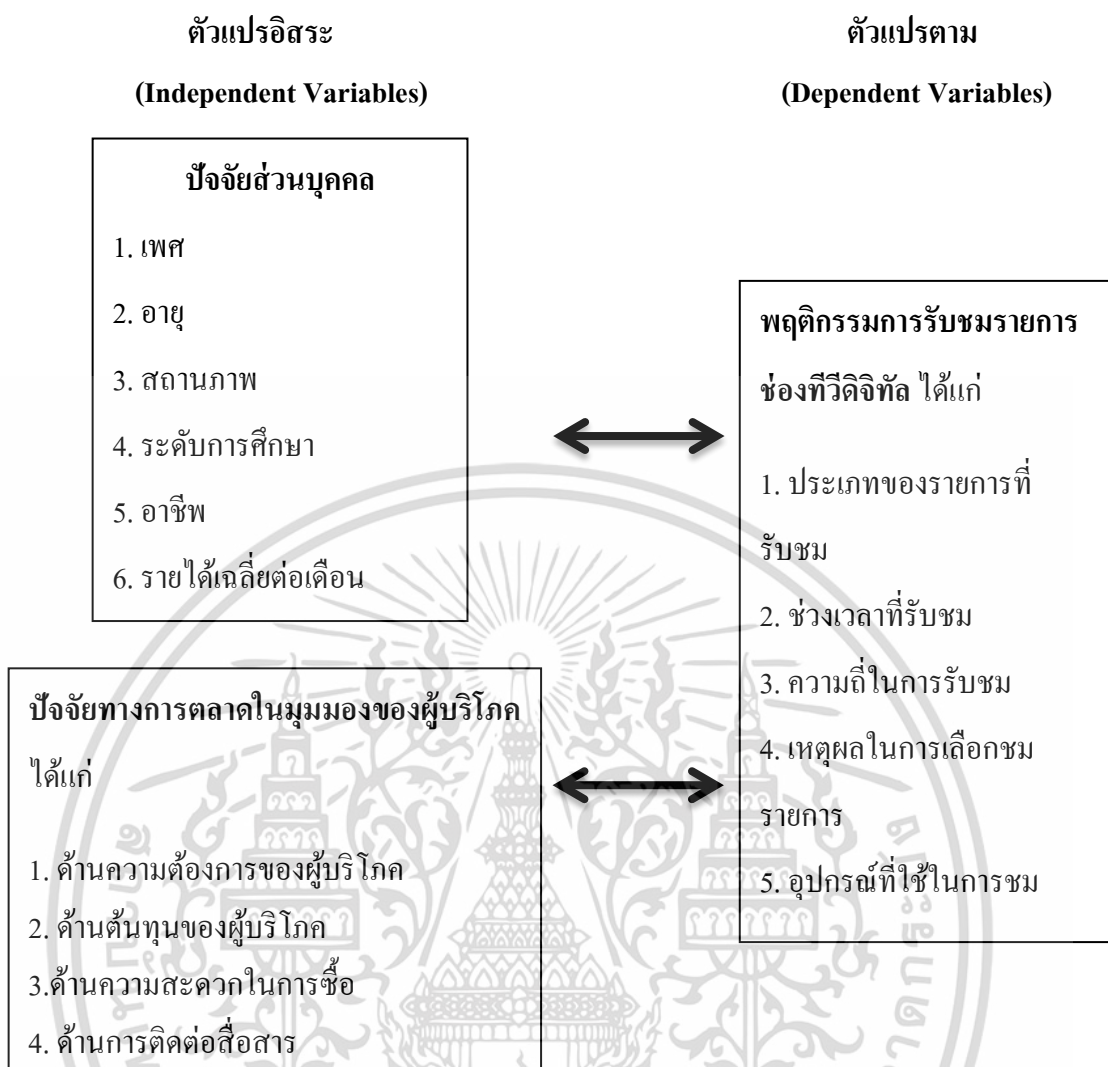 ตัวแปรอิสระ
(Independent Variables)
ตัวแปรตาม
(Dependent Variables)
ปัจจัยส่วนบุคคล
1. เพศ
2. อายุ
3. สถานภาพ
4. ระดับการศึกษา
5. อาชีพ
6. รายได้เฉลี่ยต่อเดือน
ปัจจัยทางการตลาดในมุมมองของผู้บริโภค
ได้แก่
1. ด้านความต้องการของผู้บริโภค
2. ด้านต้นทุนของผู้บริโภค
3.ด้านความสะดวกในการซื้อ
4. ด้านการติดต่อสื่อสาร
พฤติกรรมการรับชมรายการ
ช่องทีวีดิจิทัล ได้แก่
1. ประเภทของรายการที่
รับชม
2. ช่วงเวลาที่รับชม
3. ความถี่ในการรับชม
4. เหตุผลในการเลือกชม
รายการ
5. อุปกรณ์ที่ใช้ในการชม